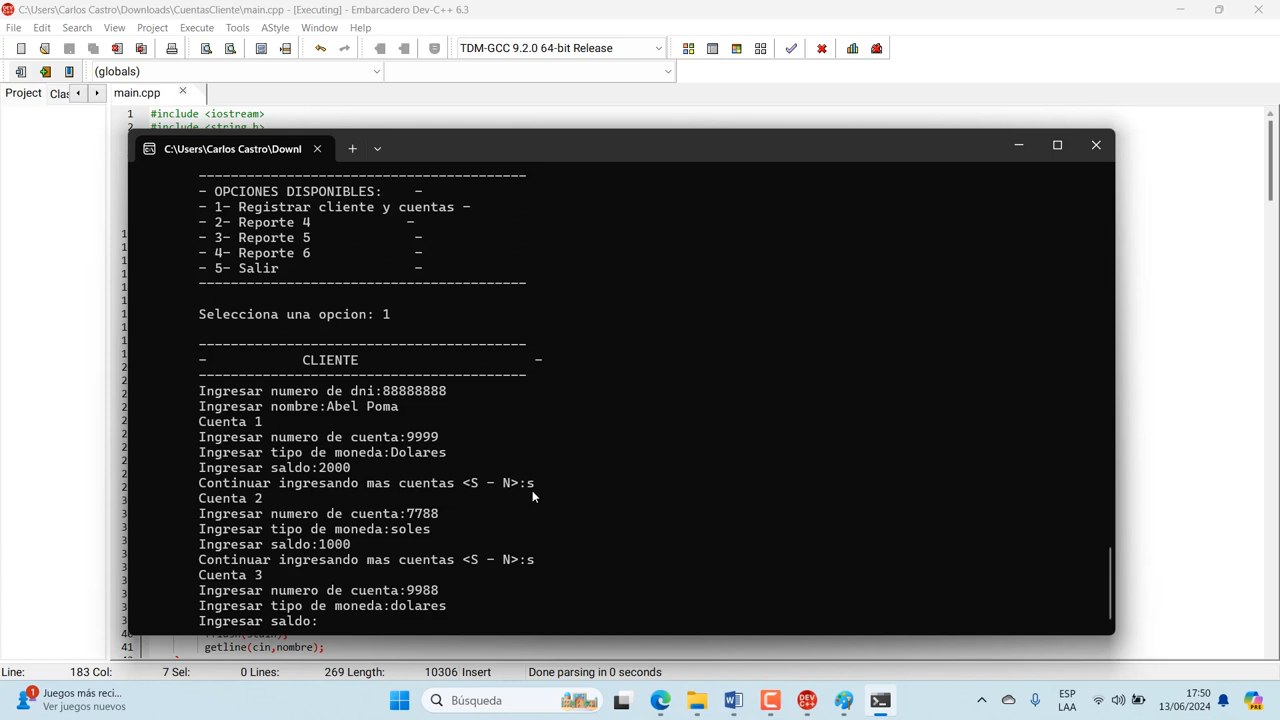 C:\Users\Carlos Castro\Downloads\CuentasCliente\main.cpp - [Executing] - Embarcadero Dev-C++ 6.3
File Edit Search View Project Execute Tools AStyle Window Help
TDM-GCC 9.2.0 64-bit Release
(globals)
Project Clas main.cpp
1 #include <iostream>
2 #include <string.h>
C:\Users\Carlos Castro\Downl
-----------------------------------------
- OPCIONES DISPONIBLES: -
- 1- Registrar cliente y cuentas -
- 2- Reporte 4 -
- 3- Reporte 5 -
- 4- Reporte 6 -
- 5- Salir -
-----------------------------------------
Selecciona una opcion: 1
-----------------------------------------
- CLIENTE -
-----------------------------------------
Ingresar numero de dni:88888888
Ingresar nombre:Abel Poma
Cuenta 1
Ingresar numero de cuenta:9999
Ingresar tipo de moneda:Dolares
Ingresar saldo:2000
Continuar ingresando mas cuentas <S - N>:s
Cuenta 2
Ingresar numero de cuenta:7788
Ingresar tipo de moneda:soles
Ingresar saldo:1000
Continuar ingresando mas cuentas <S - N>:s
Cuenta 3
Ingresar numero de cuenta:9988
Ingresar tipo de moneda:dolares
Ingresar saldo:
41 getline(cin,nombre);
Line: 183 Col: 7 Sel: 0 Lines: 269 Length: 10306 Insert Done parsing in 0 seconds
Juegos más reci...
Ver juegos nuevos
Búsqueda
ESP
LAA
17:50
13/06/2024